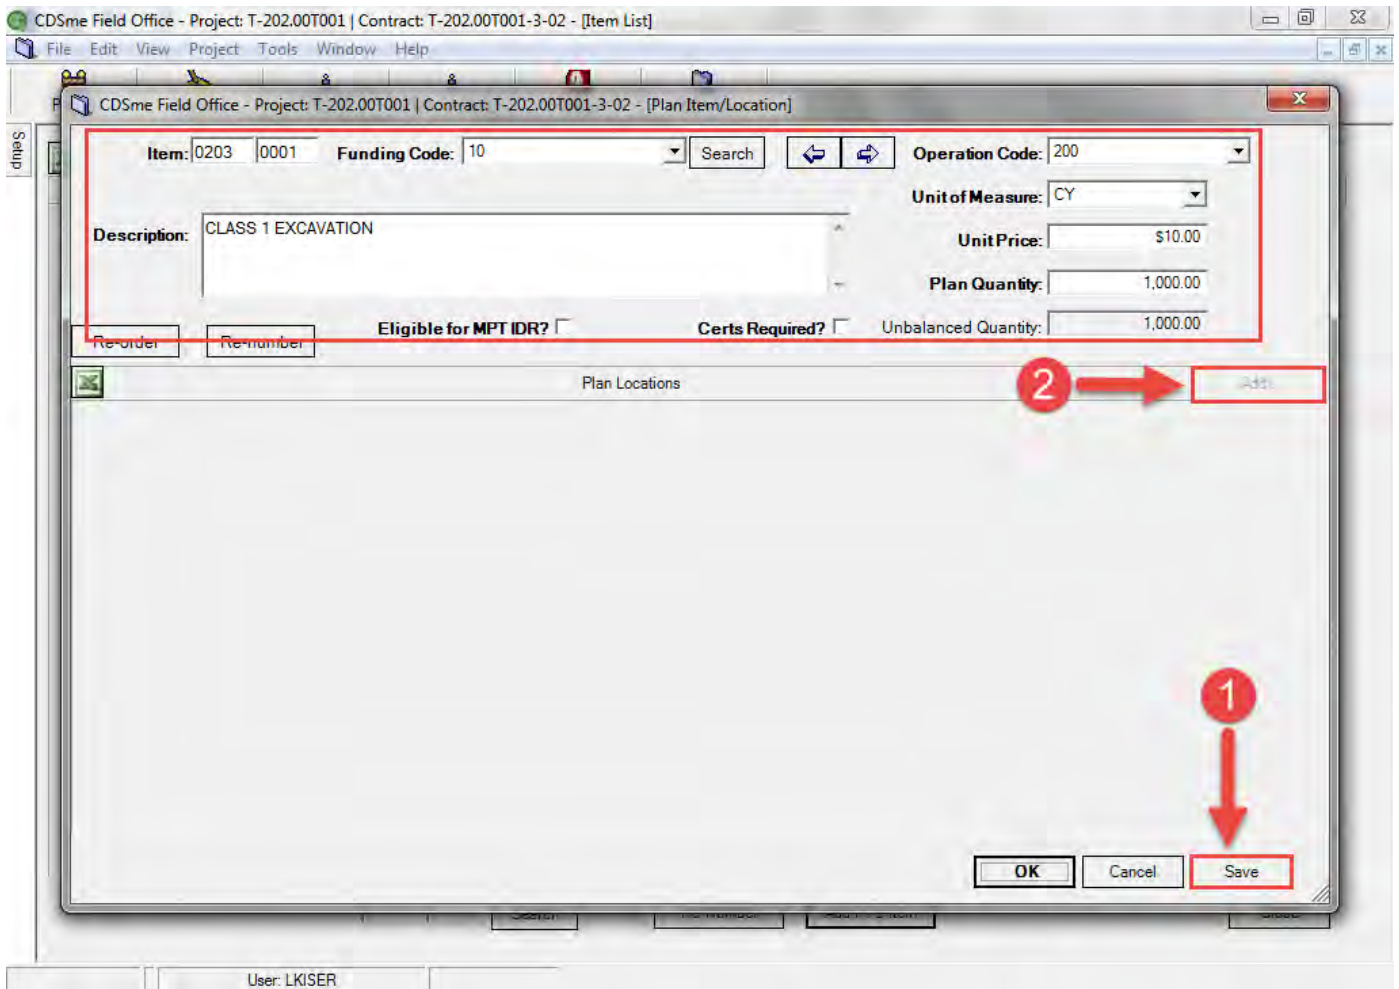 CDSme Field Office - Project: T-202.00T001 | Contract: T-202.00T001-3-02 - [Item List]
File Edit View Project Tools Window Help
CDSme Field Office - Project: T-202.00T001 | Contract: T-202.00T001-3-02 - [Plan Item/Location]
Setup
Item: 0203 0001 Funding Code: 10 Search Operation Code: 200
Unit of Measure: CY
Description: CLASS 1 EXCAVATION
Unit Price: $10.00
Plan Quantity: 1,000.00
Eligible for MPT IDR? Certs Required? Unbalanced Quantity: 1,000.00
Re-order Re-number
Plan Locations 2 Add
1
OK Cancel Save
Search
User: LKISER